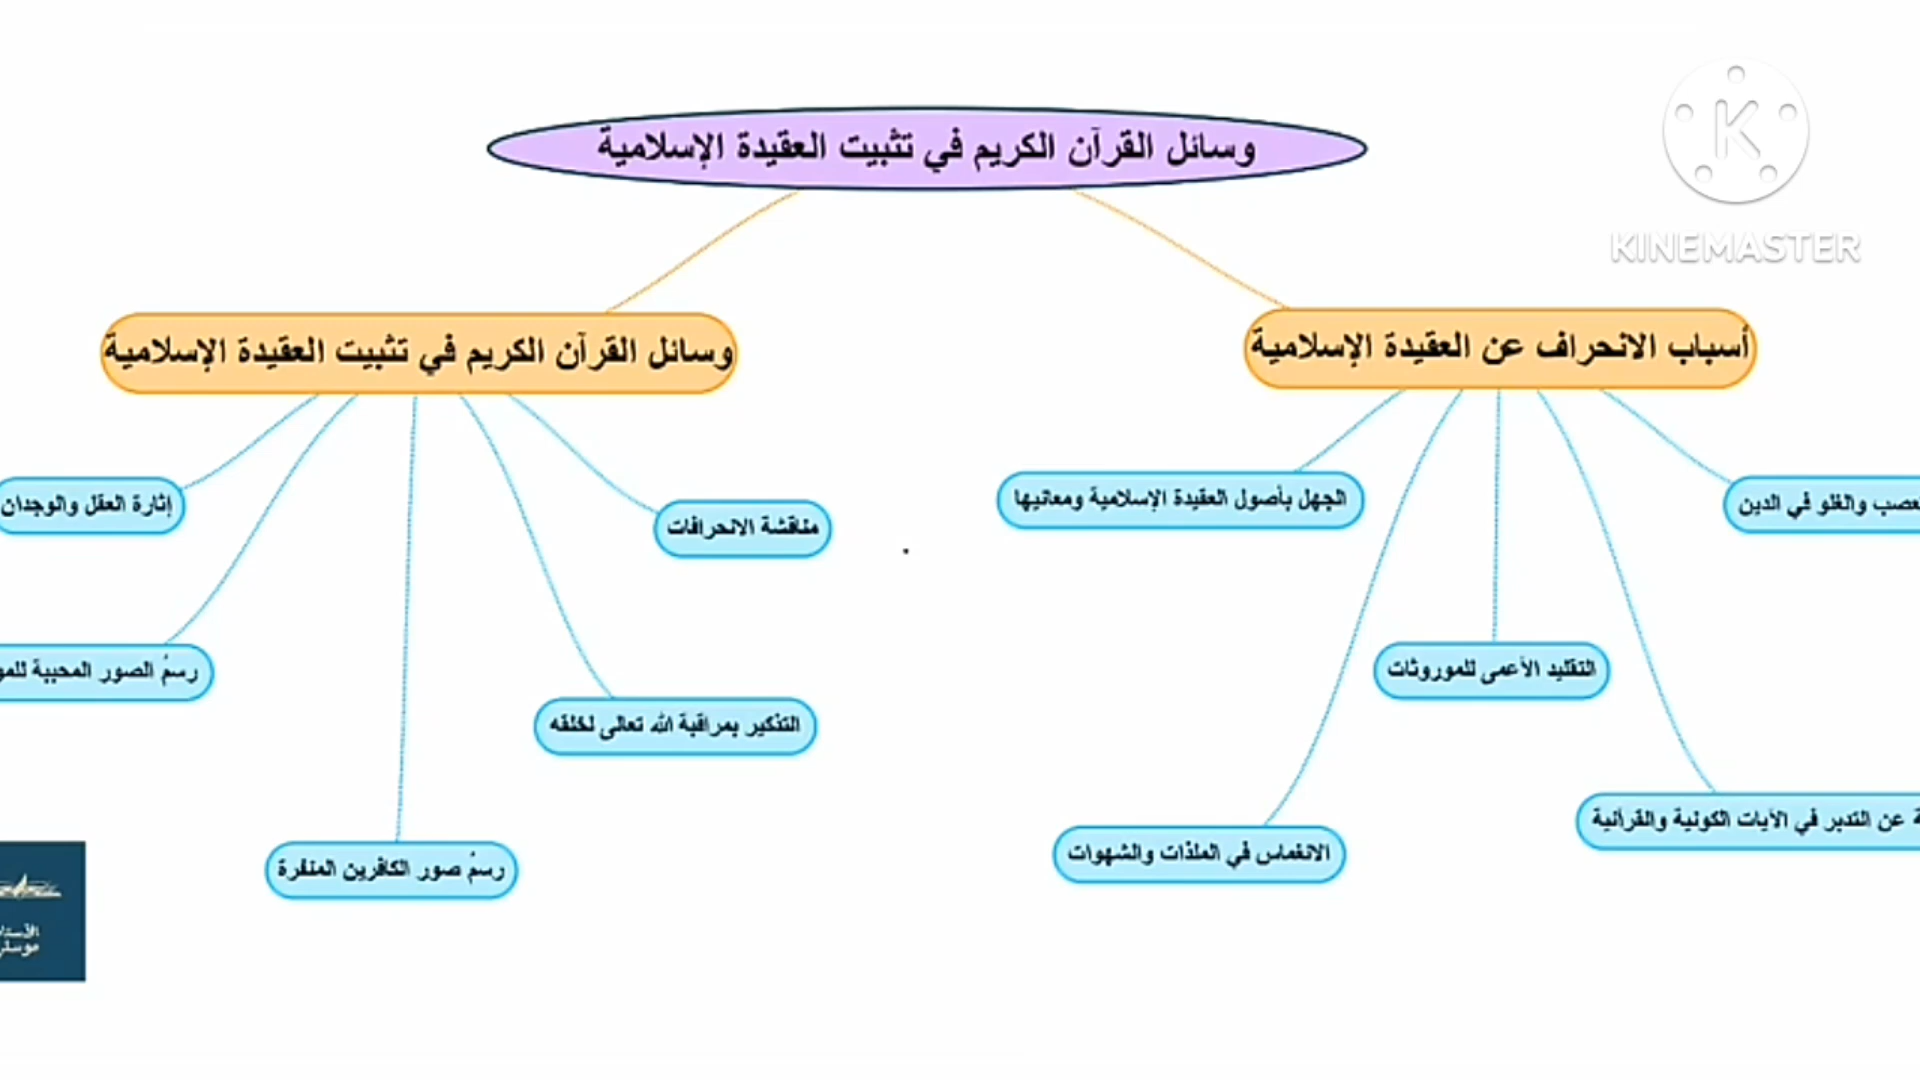 وسائل القرآن الكريم في تثبيت العقيدة الإسلامية
KINEMASTER
أسباب الانحراف عن العقيدة الإسلامية
وسائل القرآن الكريم في تثبيت العقيدة الإسلامية
والغلو في الدين
الجهل بأصول العقيدة الإسلامية ومعانيها
التقليد الأعمى للموروثات
عن التدبر في الآيات الكونية والقرآنية
الانغماس في الملذات والشهوات
مناقشة الانحرافات
إثارة العقل والوجدان
رسمُ الصور المحببة
التذكير بمراقبة الله تعالى لخلقه
رسمُ صور الكافرين المنفرة